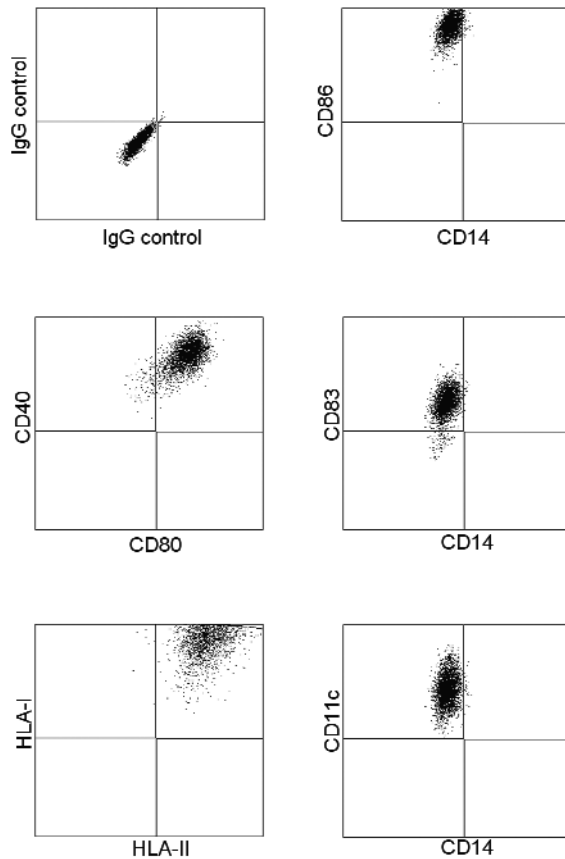 IgG control
IgG control
CD86
CD14
CD40
CD80
CD83
CD14
HLA-I
HLA-II
CD11c
CD14